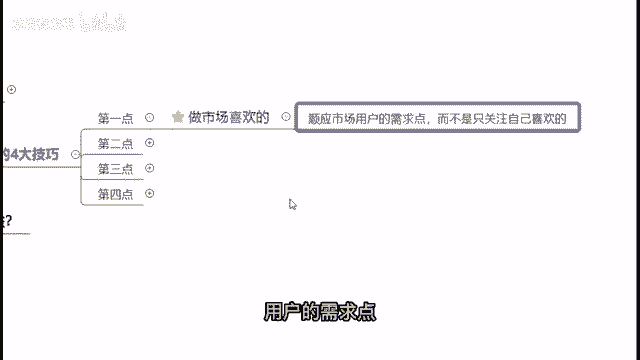 第一点
做市场喜欢的
顺应市场用户的需求点，而不是只关注自己喜欢的
的4大技巧
第二点
第三点
第四点
?
用户的需求点